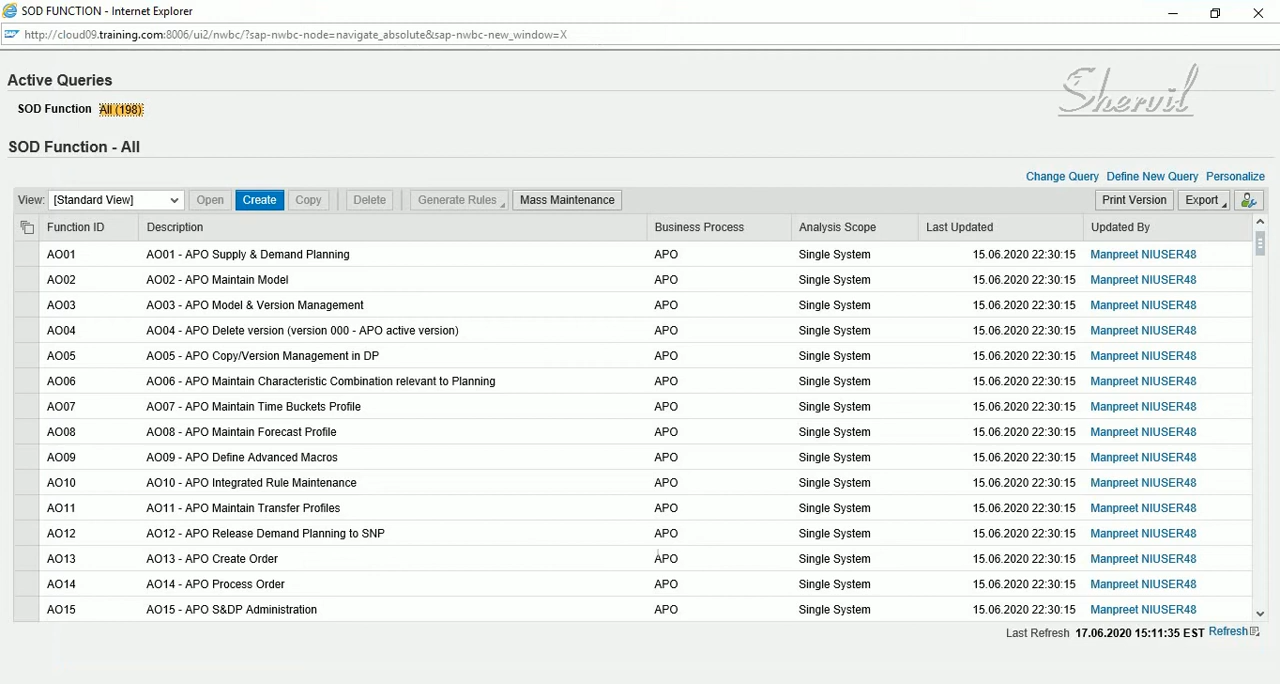 SOD FUNCTION - Internet Explorer
http://cloud09.training.com:8006/ui2/nwbc/?sap-nwbc-node=navigate_absolute&sap-nwbc-new_window=X
Active Queries
Shervil
SOD Function All (198)
SOD Function - All
Change Query Define New Query Personalize
View: [Standard View] Open Create Copy Delete Generate Rules Mass Maintenance Print Version Export
Function ID Description Business Process Analysis Scope Last Updated Updated By
AO01 AO01 - APO Supply & Demand Planning APO Single System 15.06.2020 22:30:15 Manpreet NIUSER48
AO02 AO02 - APO Maintain Model APO Single System 15.06.2020 22:30:15 Manpreet NIUSER48
AO03 AO03 - APO Model & Version Management APO Single System 15.06.2020 22:30:15 Manpreet NIUSER48
AO04 AO04 - APO Delete version (version 000 - APO active version) APO Single System 15.06.2020 22:30:15 Manpreet NIUSER48
AO05 AO05 - APO Copy/Version Management in DP APO Single System 15.06.2020 22:30:15 Manpreet NIUSER48
AO06 AO06 - APO Maintain Characteristic Combination relevant to Planning APO Single System 15.06.2020 22:30:15 Manpreet NIUSER48
AO07 AO07 - APO Maintain Time Buckets Profile APO Single System 15.06.2020 22:30:15 Manpreet NIUSER48
AO08 AO08 - APO Maintain Forecast Profile APO Single System 15.06.2020 22:30:15 Manpreet NIUSER48
AO09 AO09 - APO Define Advanced Macros APO Single System 15.06.2020 22:30:15 Manpreet NIUSER48
AO10 AO10 - APO Integrated Rule Maintenance APO Single System 15.06.2020 22:30:15 Manpreet NIUSER48
AO11 AO11 - APO Maintain Transfer Profiles APO Single System 15.06.2020 22:30:15 Manpreet NIUSER48
AO12 AO12 - APO Release Demand Planning to SNP APO Single System 15.06.2020 22:30:15 Manpreet NIUSER48
AO13 AO13 - APO Create Order APO Single System 15.06.2020 22:30:15 Manpreet NIUSER48
AO14 AO14 - APO Process Order APO Single System 15.06.2020 22:30:15 Manpreet NIUSER48
AO15 AO15 - APO S&DP Administration APO Single System 15.06.2020 22:30:15 Manpreet NIUSER48
Last Refresh 17.06.2020 15:11:35 EST Refresh